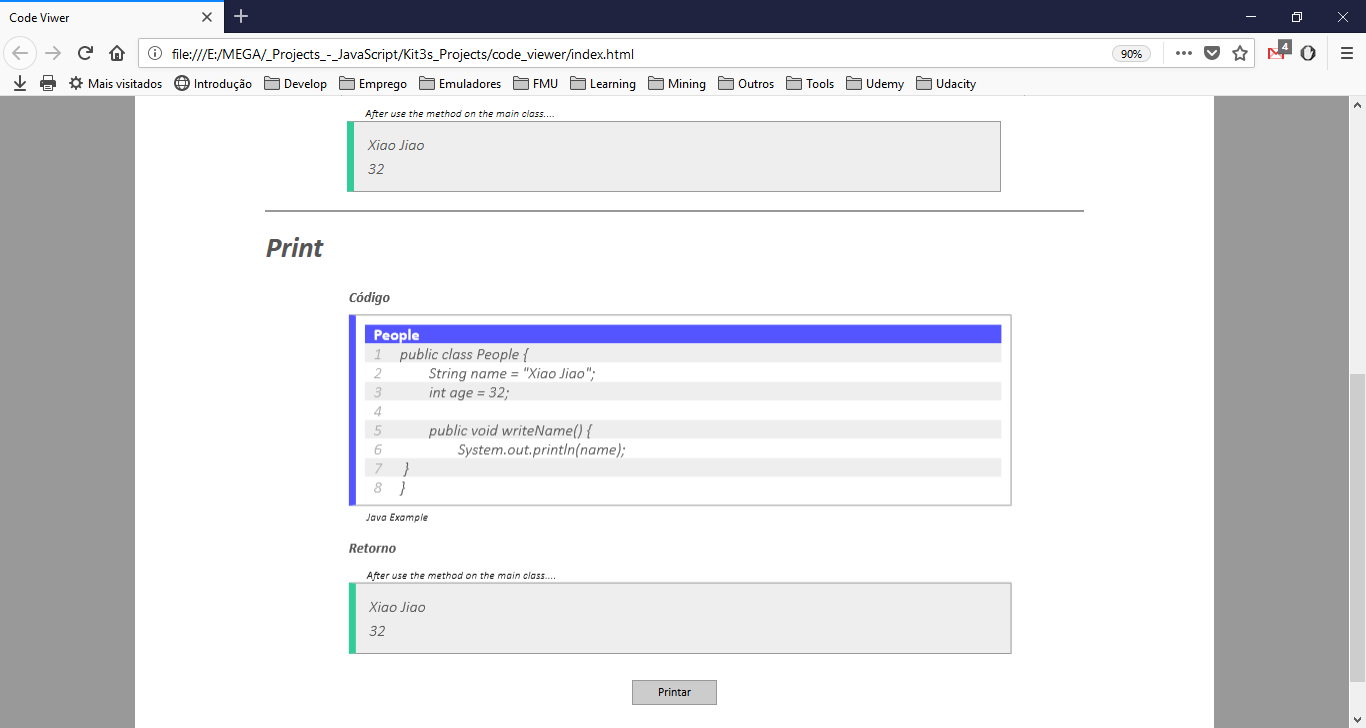 Code Viwer
file:///E:/MEGA/_Projects_-_JavaScript/Kit3s_Projects/code_viewer/index.html
90%
4
Mais visitados Introdução Develop Emprego Emuladores FMU Learning Mining Outros Tools Udemy Udacity
After use the method on the main class....
Xiao Jiao
32
Print
Código
People
1 public class People {
2 String name = "Xiao Jiao";
3 int age = 32;
4
5 public void writeName() {
6 System.out.println(name);
7 }
8 }
Java Example
Retorno
After use the method on the main class....
Xiao Jiao
32
Printar